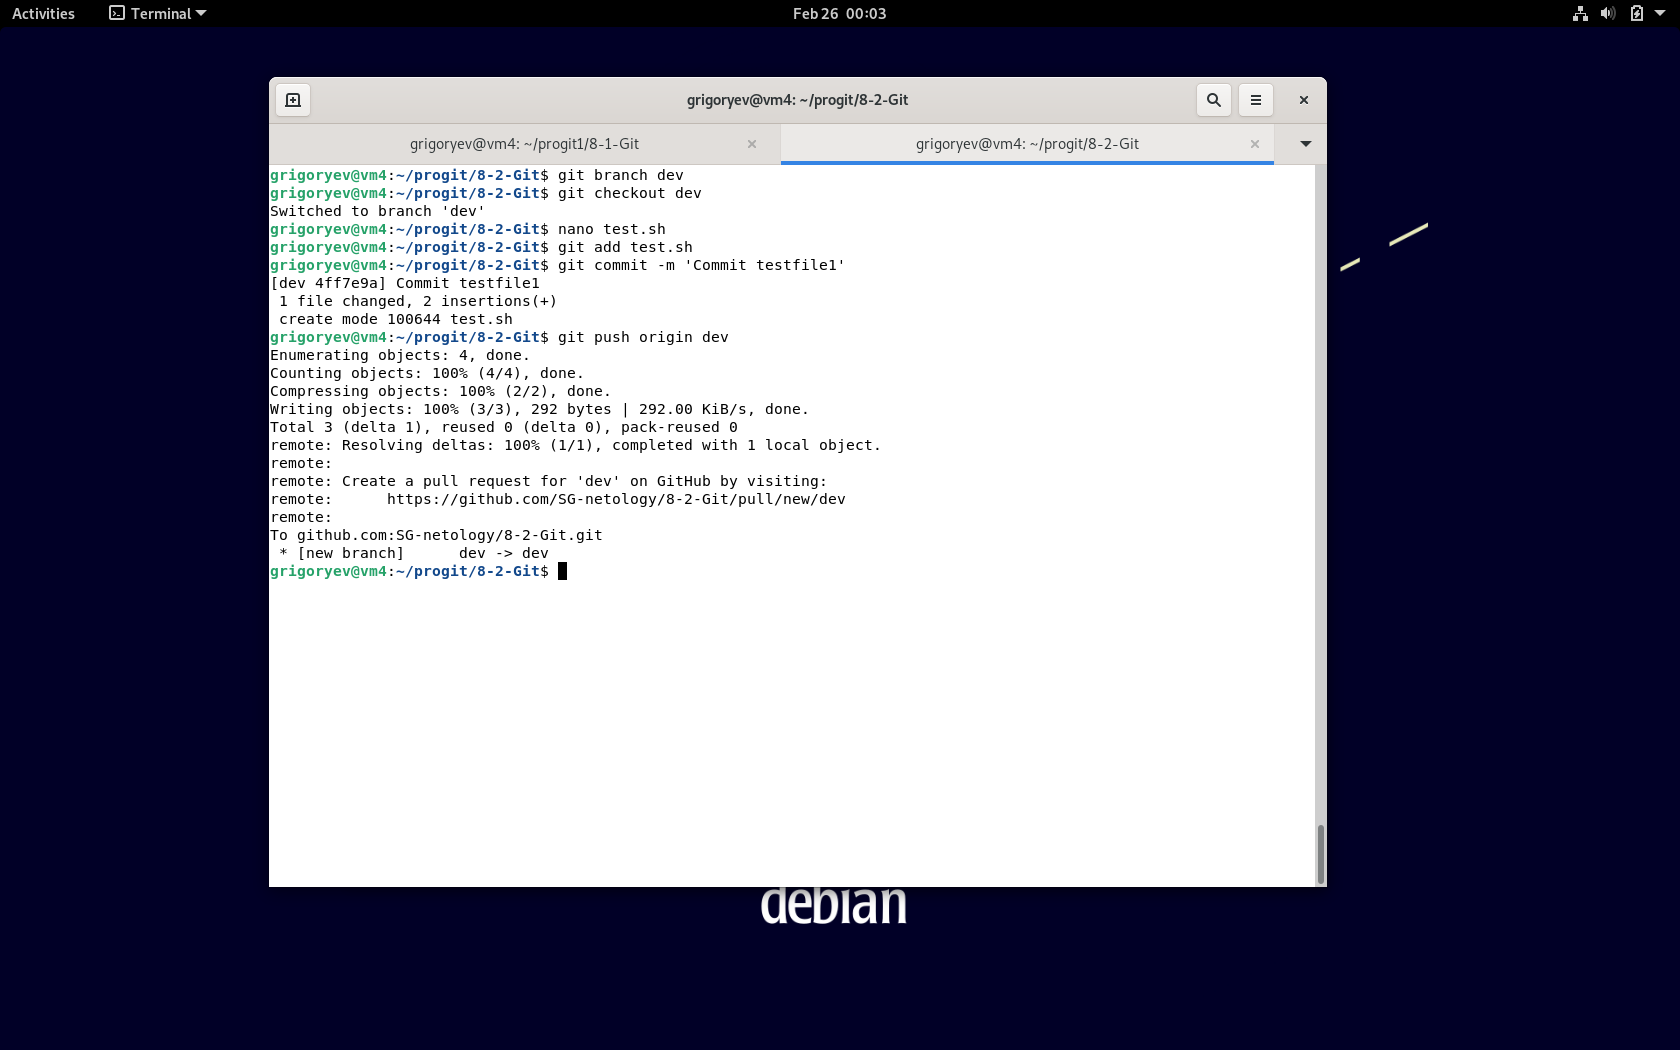 Activities Terminal Feb 26 00:03
grigoryev@vm4: ~/progit/8-2-Git
grigoryev@vm4: ~/progit1/8-1-Git grigoryev@vm4: ~/progit/8-2-Git
grigoryev@vm4:~/progit/8-2-Git$ git branch dev
grigoryev@vm4:~/progit/8-2-Git$ git checkout dev
Switched to branch 'dev'
grigoryev@vm4:~/progit/8-2-Git$ nano test.sh
grigoryev@vm4:~/progit/8-2-Git$ git add test.sh
grigoryev@vm4:~/progit/8-2-Git$ git commit -m 'Commit testfile1'
[dev 4ff7e9a] Commit testfile1
 1 file changed, 2 insertions(+)
 create mode 100644 test.sh
grigoryev@vm4:~/progit/8-2-Git$ git push origin dev
Enumerating objects: 4, done.
Counting objects: 100% (4/4), done.
Compressing objects: 100% (2/2), done.
Writing objects: 100% (3/3), 292 bytes | 292.00 KiB/s, done.
Total 3 (delta 1), reused 0 (delta 0), pack-reused 0
remote: Resolving deltas: 100% (1/1), completed with 1 local object.
remote:
remote: Create a pull request for 'dev' on GitHub by visiting:
remote:      https://github.com/SG-netology/8-2-Git/pull/new/dev
remote:
To github.com:SG-netology/8-2-Git.git
 * [new branch]      dev -> dev
grigoryev@vm4:~/progit/8-2-Git$
debian